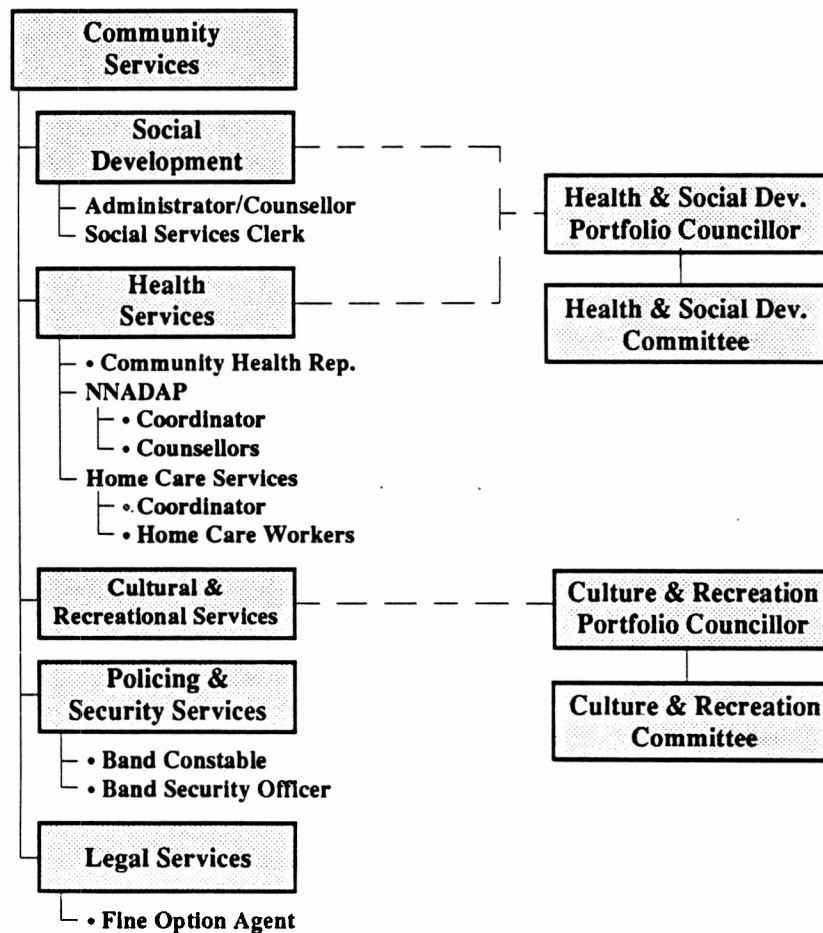 Community
Services
Social
Development
Administrator/Counsellor
Social Services Clerk
Health & Social Dev.
Portfolio Councillor
Health
Services
Health & Social Dev.
Committee
• Community Health Rep.
NNADAP
• Coordinator
• Counsellors
Home Care Services
• Coordinator
• Home Care Workers
Cultural &
Recreational Services
Culture & Recreation
Portfolio Councillor
Policing &
Security Services
Culture & Recreation
Committee
• Band Constable
• Band Security Officer
Legal Services
• Fine Option Agent